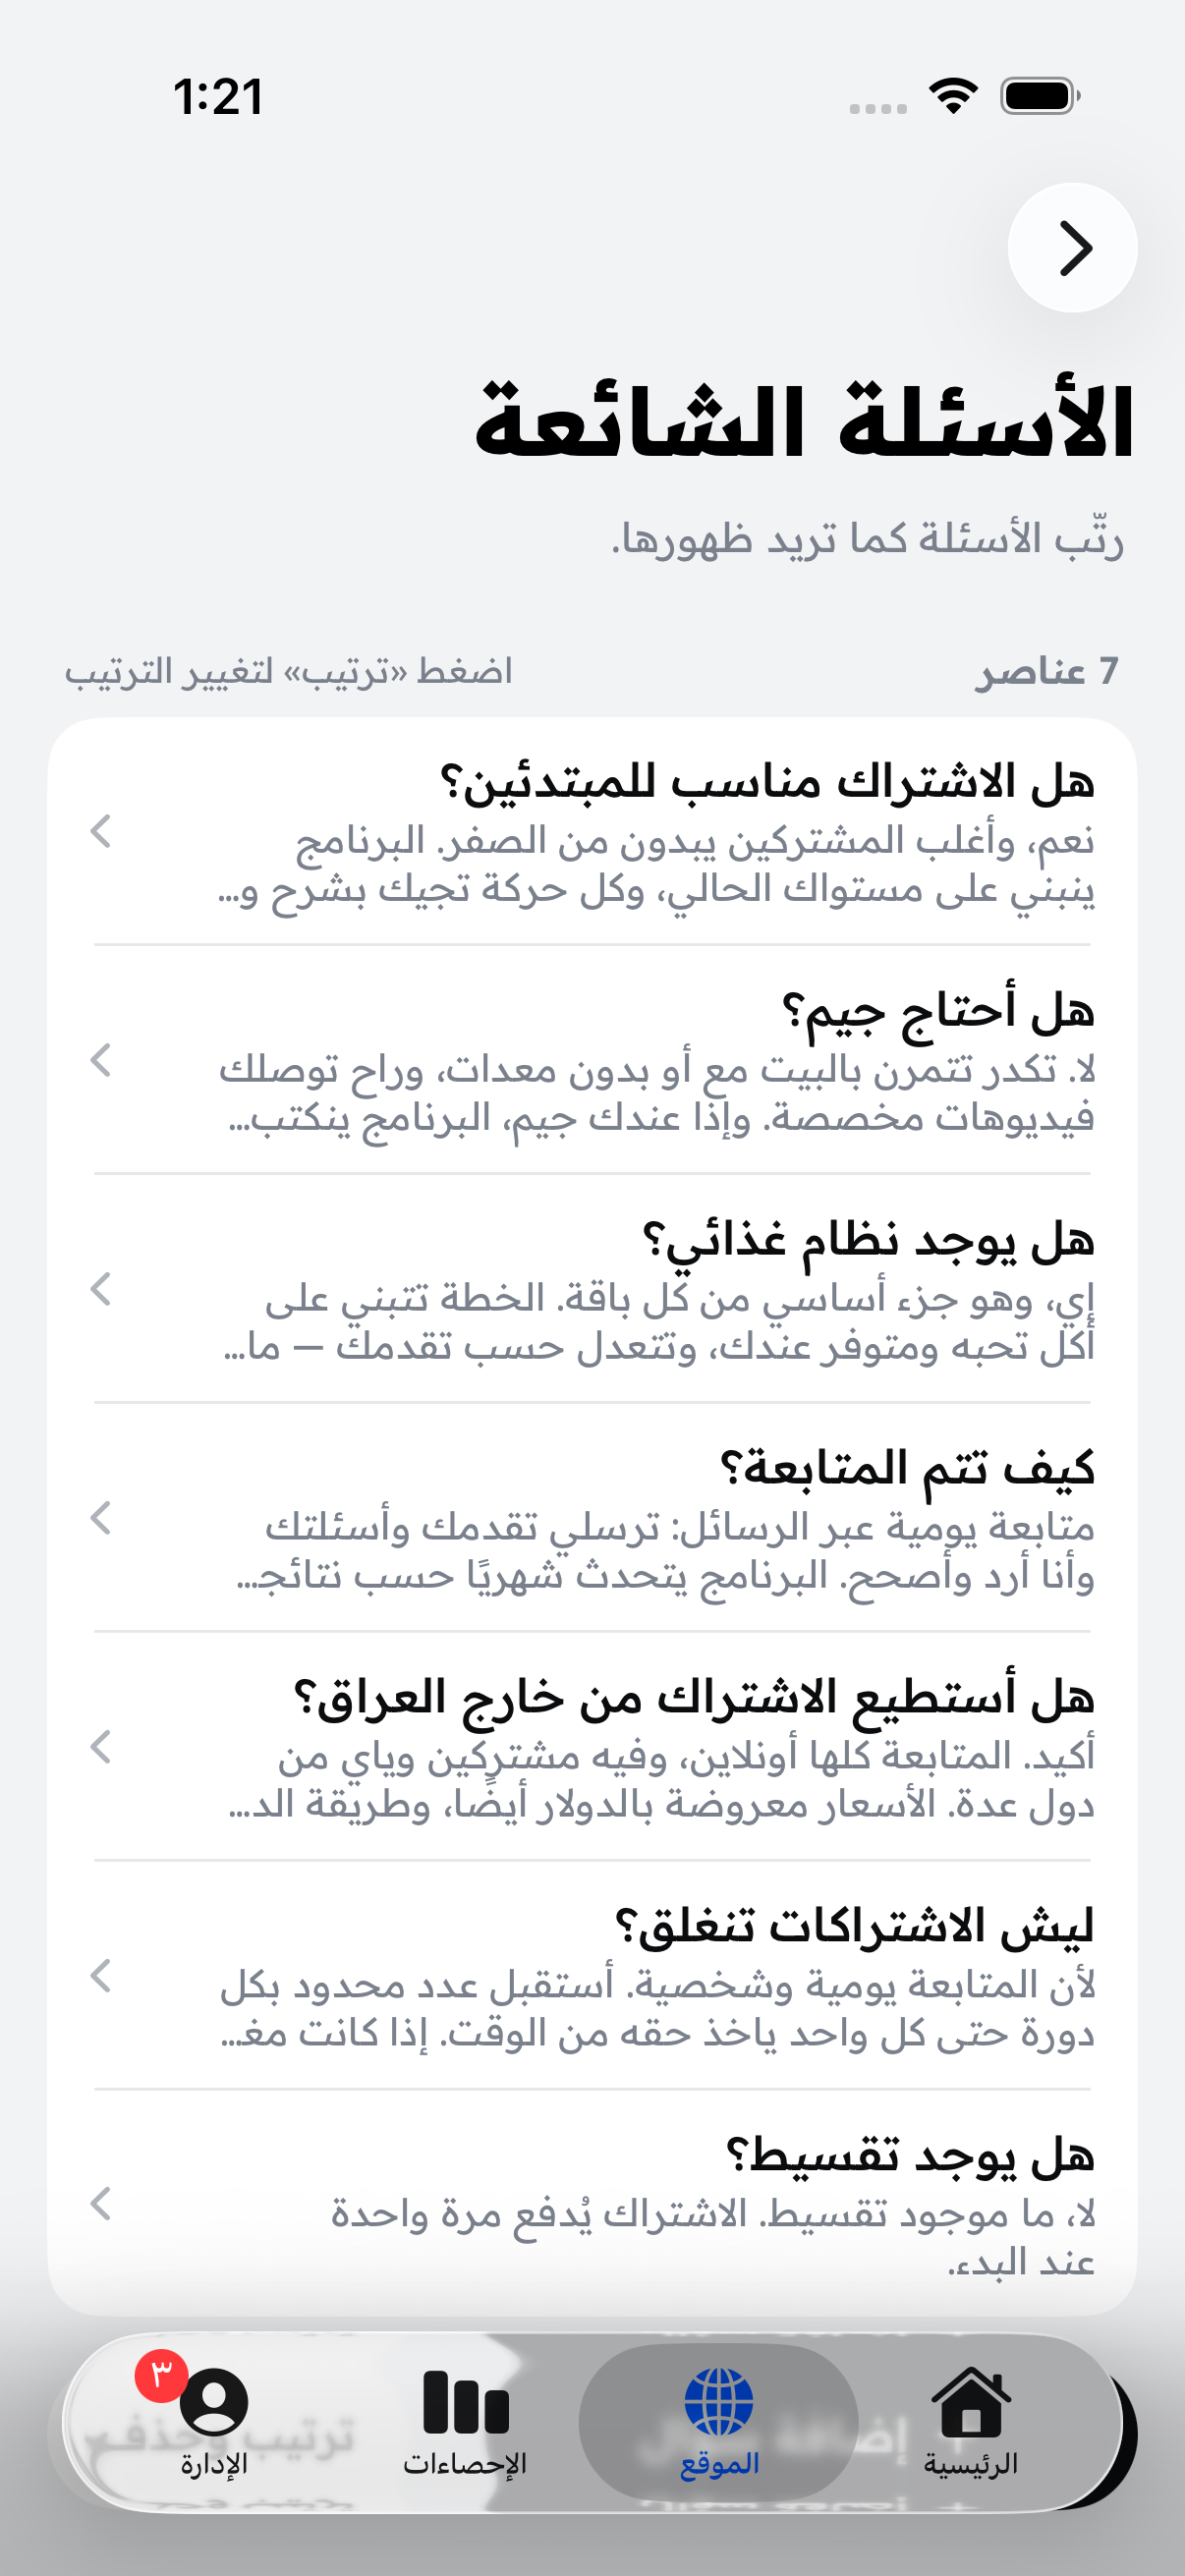 1:21
الأسئلة الشائعة
رتّب الأسئلة كما تريد ظهورها.
7 عناصر
اضغط «ترتيب» لتغيير الترتيب
هل الاشتراك مناسب للمبتدئين؟
نعم، وأغلب المشتركين يبدون من الصفر. البرنامج
ينبني على مستواك الحالي، وكل حركة تجيك بشرح و...
هل أحتاج جيم؟
لا. تكدر تتمرن بالبيت مع أو بدون معدات، وراح توصلك
فيديوهات مخصصة. وإذا عندك جيم، البرنامج ينكتب...
هل يوجد نظام غذائي؟
إي، وهو جزء أساسي من كل باقة. الخطة تتبني على
أكل تحبه ومتوفر عندك، وتتعدل حسب تقدمك — ما...
كيف تتم المتابعة؟
متابعة يومية عبر الرسائل: ترسلي تقدمك وأسئلتك
وأنا أرد وأصحح. البرنامج يتحدث شهريًا حسب نتائجـ...
هل أستطيع الاشتراك من خارج العراق؟
أكيد. المتابعة كلها أونلاين، وفيه مشتركين وياي من
دول عدة. الأسعار معروضة بالدولار أيضًا، وطريقة الد...
ليش الاشتراكات تنغلق؟
لأن المتابعة يومية وشخصية. أستقبل عدد محدود بكل
دورة حتى كل واحد ياخذ حقه من الوقت. إذا كانت مغـ...
هل يوجد تقسيط؟
لا، ما موجود تقسيط. الاشتراك يُدفع مرة واحدة
عند البدء.
+ إضافة سؤال
ترتيب وحذف
الرئيسية
الموقع
الإحصاءات
الإدارة
٣